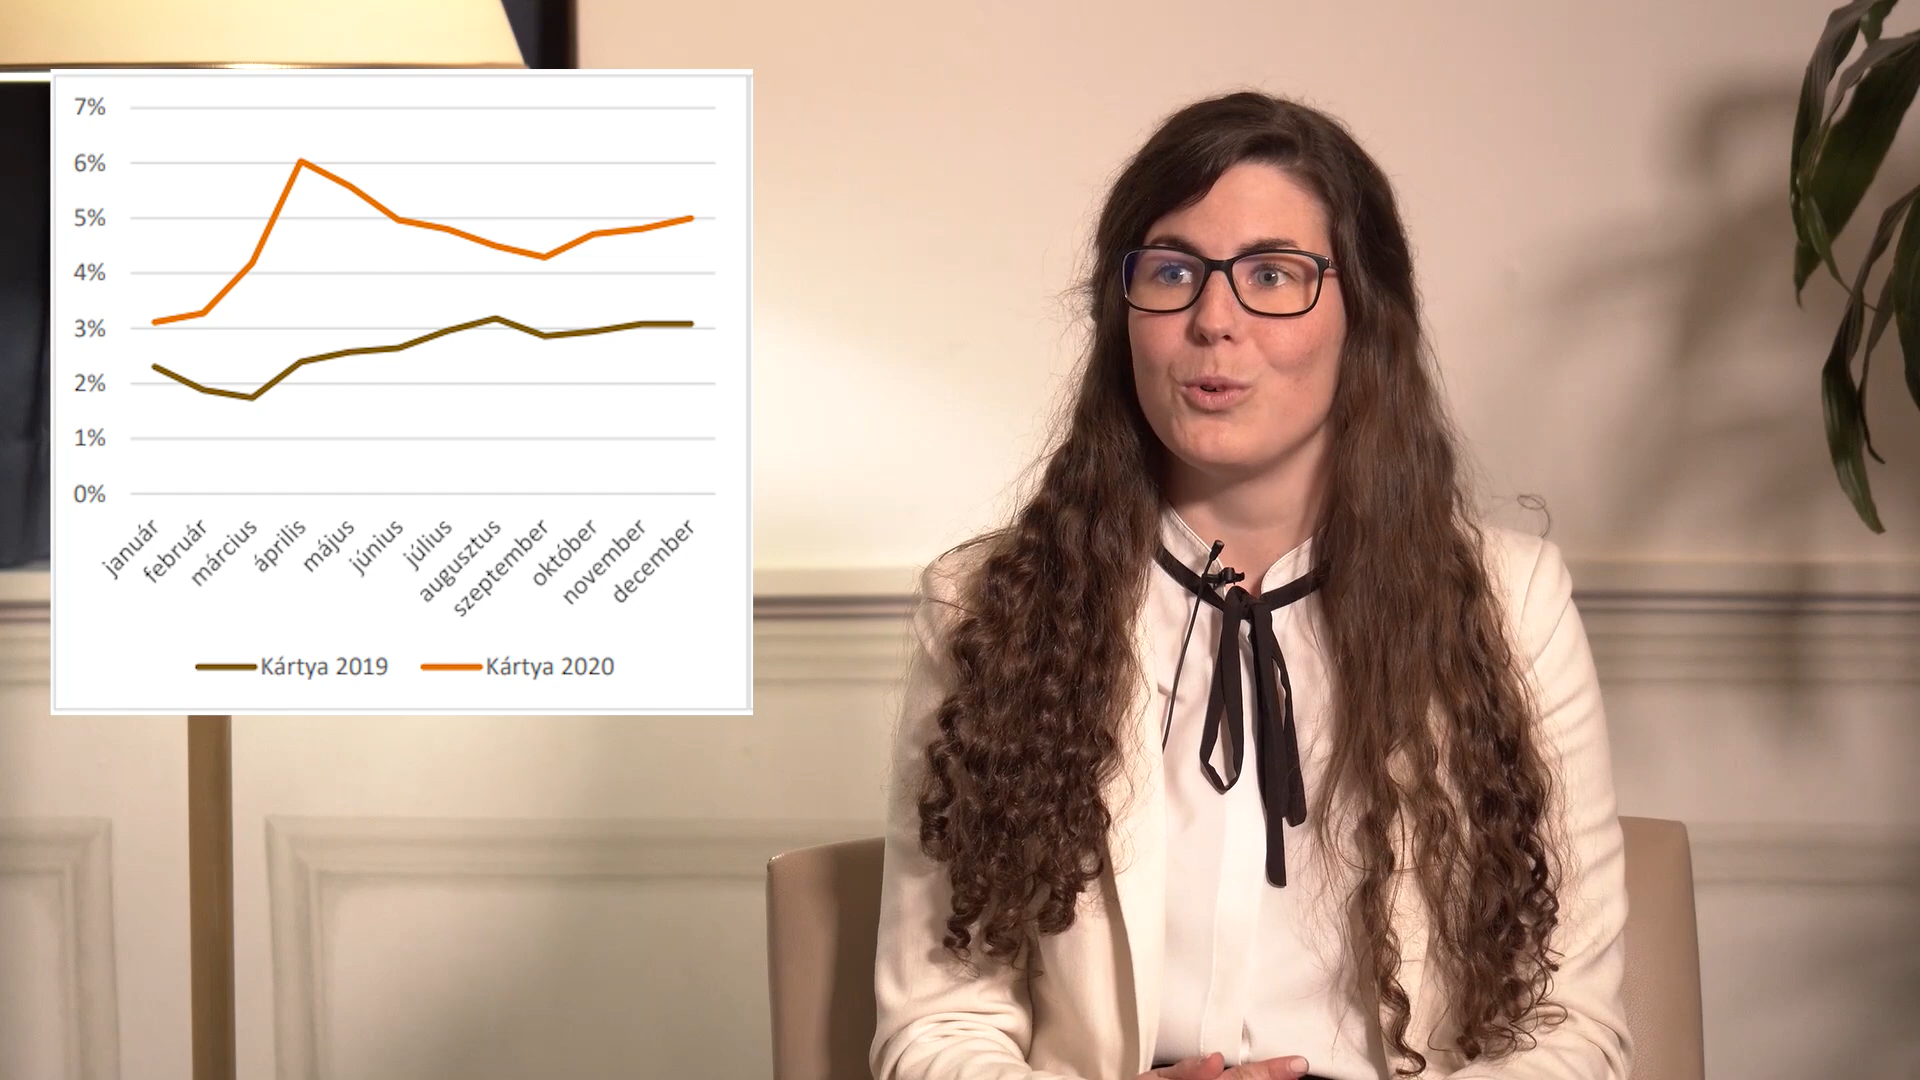 7%
6%
5%
4%
3%
2%
1%
0%
január
február
március
április
május
június
július
augusztus
szeptember
október
november
december
Kártya 2019
Kártya 2020